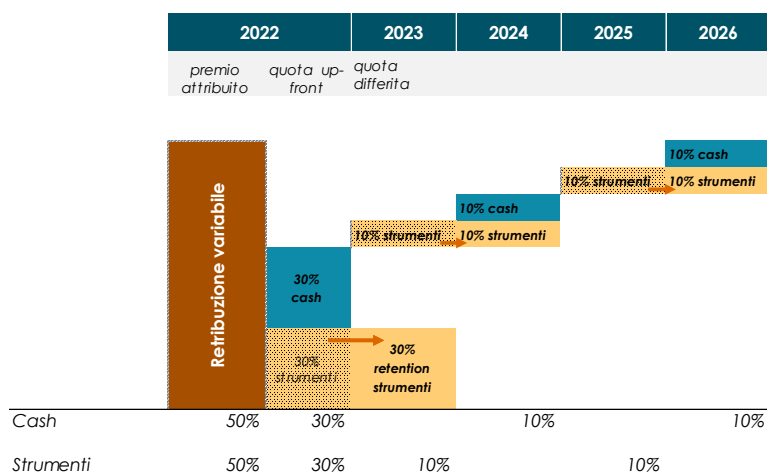 2022 2023 2024 2025 2026
premio attribuito
quota up-front
quota differita
10% cash
10% strumenti 10% strumenti
10% cash
10% strumenti 10% strumenti
Retribuzione variabile
30%
cash
30%
strumenti
30%
retention
strumenti
Cash 50% 30% 10% 10%
Strumenti 50% 30% 10% 10%